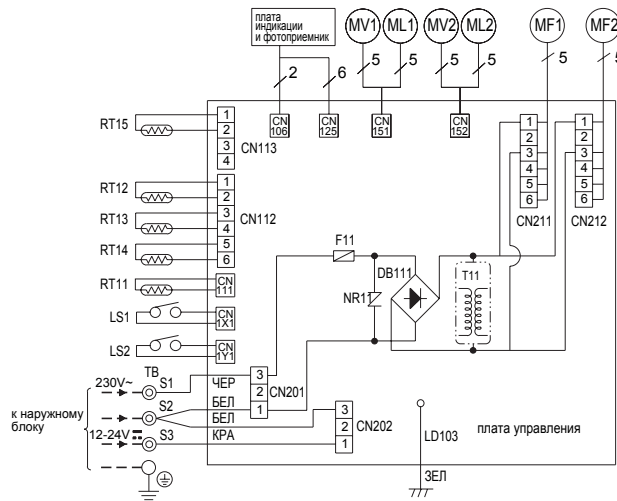 плата
индикации
и фотоприемник
MV1
ML1
MV2
ML2
MF1
MF2
2
6
5
5
5
5
5
5
RT15
1
2
3
4
CN113
CN
106
CN
125
CN
151
CN
152
1
2
3
4
5
6
CN211
1
2
3
4
5
6
CN212
RT12
RT13
RT14
1
2
3
4
5
6
CN112
RT11
CN
111
LS1
CN
1X1
LS2
CN
1Y1
F11
DB111
NR11
T11
TB
230V~
S1
ЧЕР
3
2
1
CN201
к наружному
блоку
S2
БЕЛ
БЕЛ
12-24V
S3
КРА
3
2
1
CN202
LD103
плата управления
ЗЕЛ